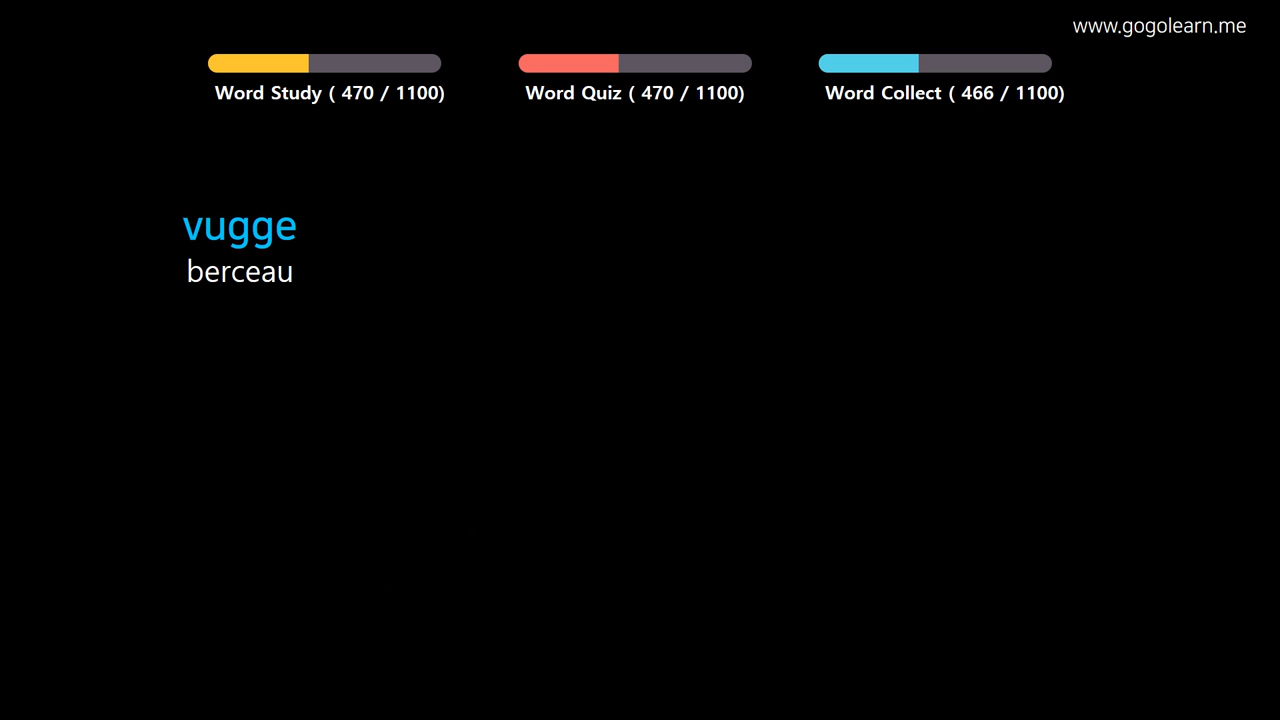 www.gogolearn.me
Word Study ( 470 / 1100)
Word Quiz ( 470 / 1100)
Word Collect ( 466 / 1100)
vugge
berceau